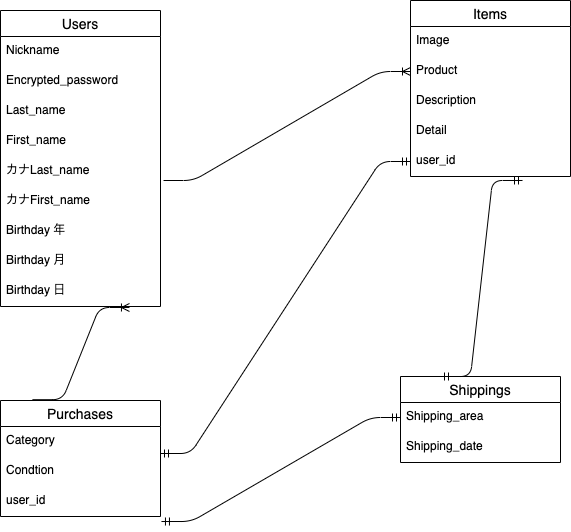 Users
Nickname
Encrypted_password
Last_name
First_name
カナLast_name
カナFirst_name
Birthday 年
Birthday 月
Birthday 日
Items
Image
Product
Description
Detail
user_id
Purchases
Category
Condtion
user_id
Shippings
Shipping_area
Shipping_date